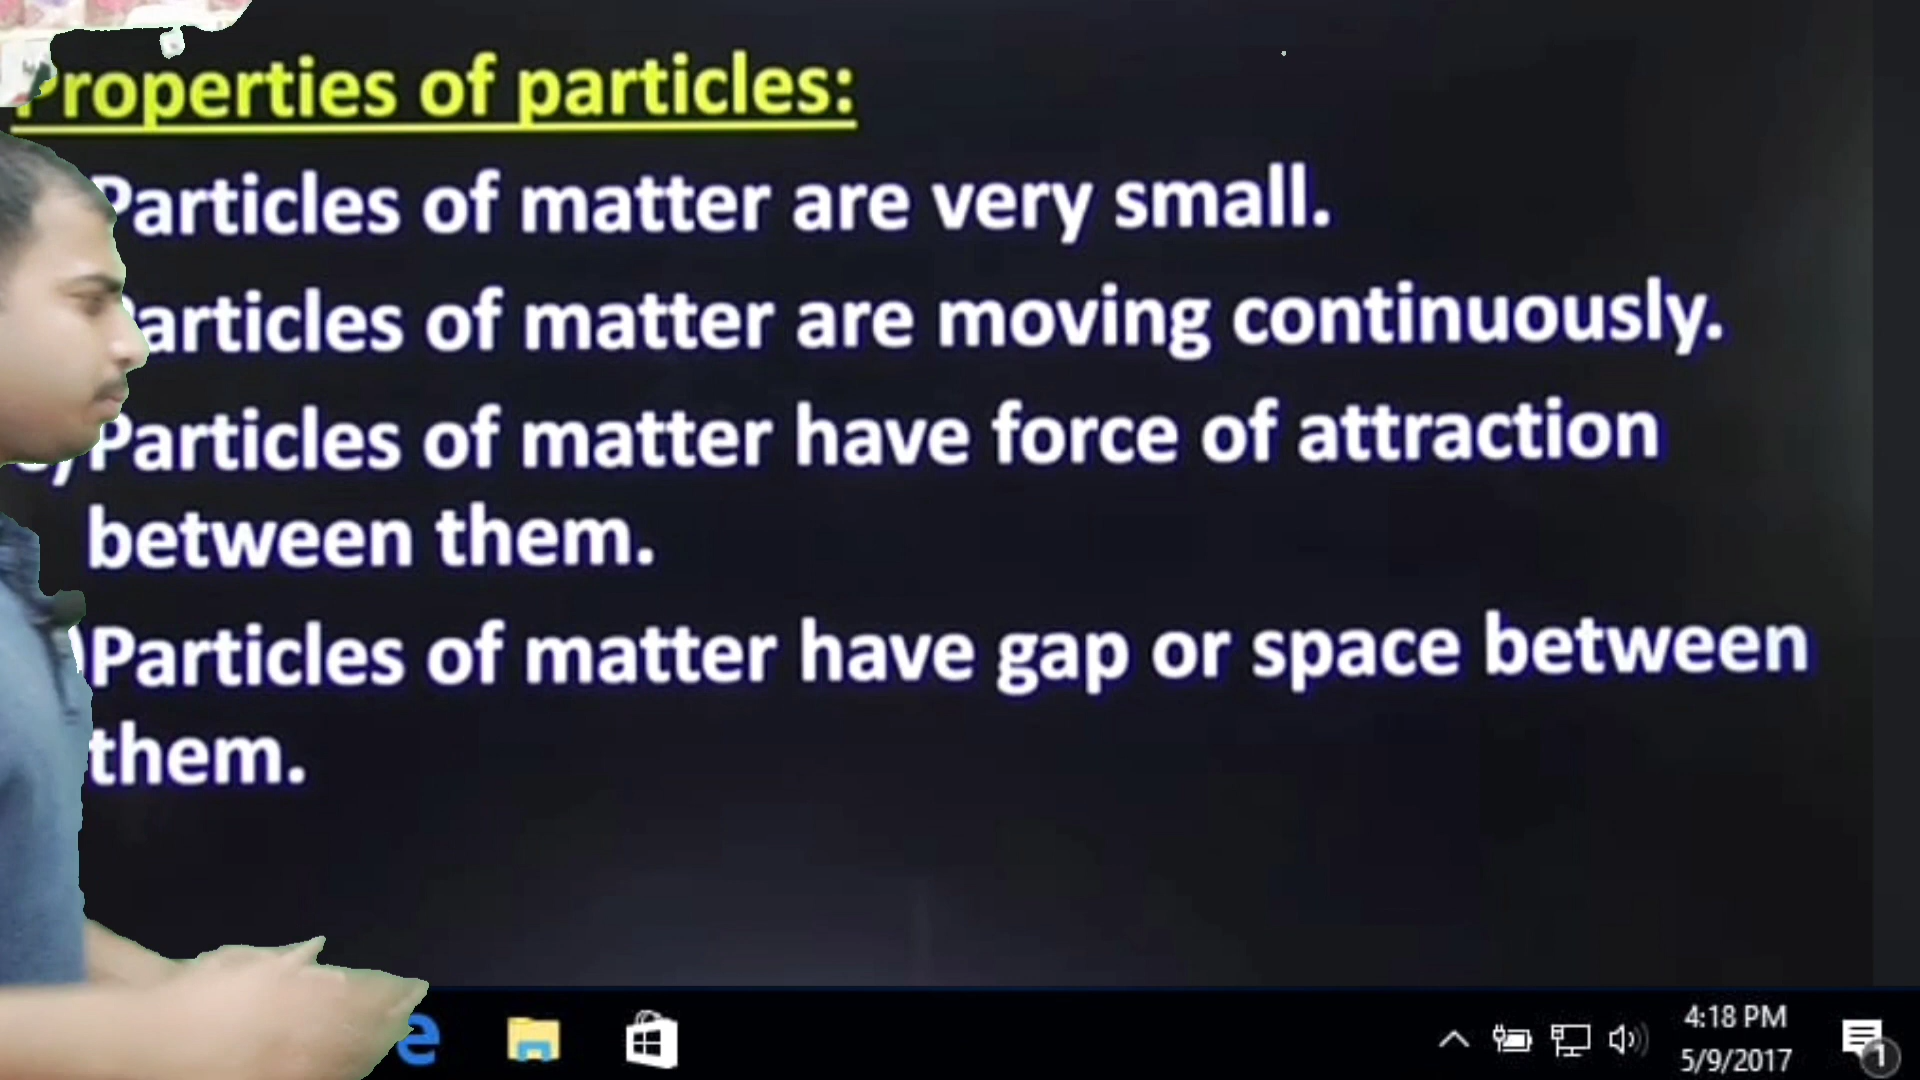 Properties of particles:
Particles of matter are very small.
Particles of matter are moving continuously.
Particles of matter have force of attraction
between them.
Particles of matter have gap or space between
them.
4:18 PM
5/9/2017
1